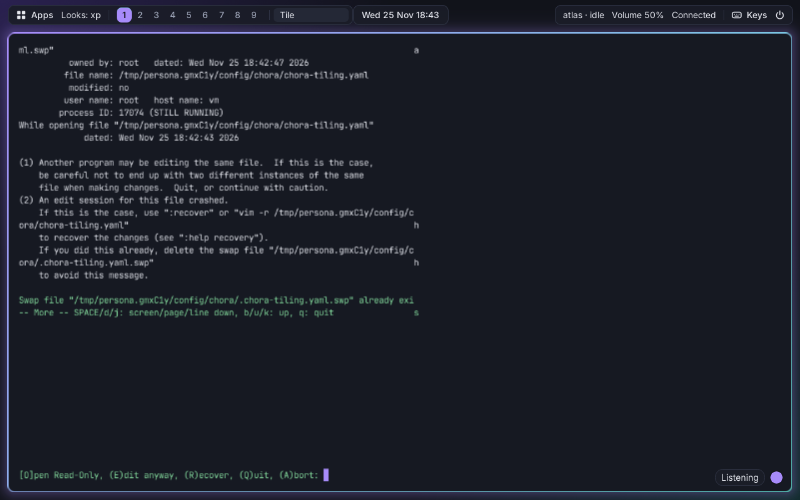 Apps Looks: xp 1 2 3 4 5 6 7 8 9 Tile Wed 25 Nov 18:43 atlas · idle Volume 50% Connected Keys
ml.swp" a
owned by: root dated: Wed Nov 25 18:42:47 2026
file name: /tmp/persona.gmxC1y/config/chora/chora-tiling.yaml
modified: no
user name: root host name: vm
process ID: 17074 (STILL RUNNING)
While opening file "/tmp/persona.gmxC1y/config/chora/chora-tiling.yaml"
dated: Wed Nov 25 18:42:43 2026
(1) Another program may be editing the same file. If this is the case,
be careful not to end up with two different instances of the same
file when making changes. Quit, or continue with caution.
(2) An edit session for this file crashed.
If this is the case, use ":recover" or "vim -r /tmp/persona.gmxC1y/config/c
ora/chora-tiling.yaml" h
to recover the changes (see ":help recovery").
If you did this already, delete the swap file "/tmp/persona.gmxC1y/config/c
ora/.chora-tiling.yaml.swp" h
to avoid this message.
Swap file "/tmp/persona.gmxC1y/config/chora/.chora-tiling.yaml.swp" already exi
-- More -- SPACE/d/j: screen/page/line down, b/u/k: up, q: quit s
[O]pen Read-Only, (E)dit anyway, (R)ecover, (Q)uit, (A)bort:
Listening